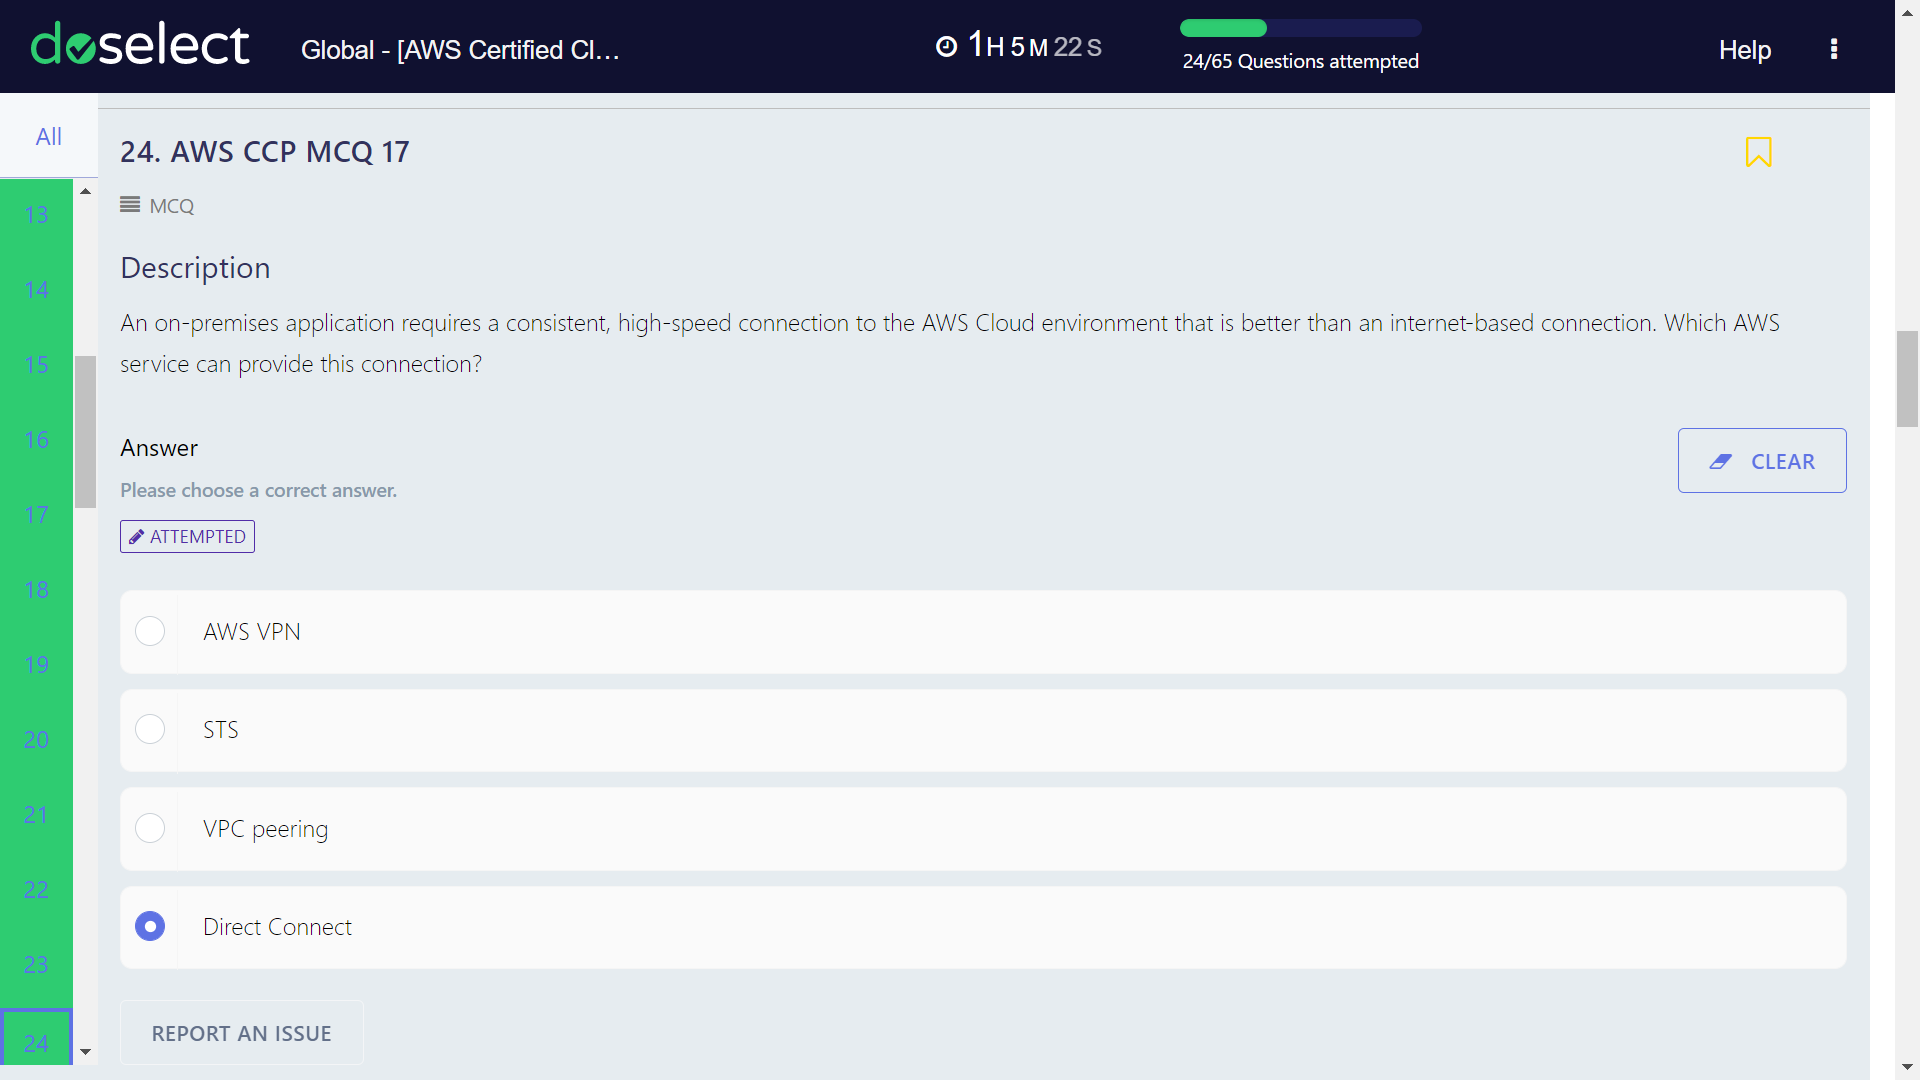 doselect
Global - [AWS Certified Cl...
1H 5M 22S
24/65 Questions attempted
Help
All
13
14
15
16
17
18
19
20
21
22
23
24
24. AWS CCP MCQ 17
MCQ
Description
An on-premises application requires a consistent, high-speed connection to the AWS Cloud environment that is better than an internet-based connection. Which AWS
service can provide this connection?
Answer
CLEAR
Please choose a correct answer.
ATTEMPTED
AWS VPN
STS
VPC peering
Direct Connect
REPORT AN ISSUE